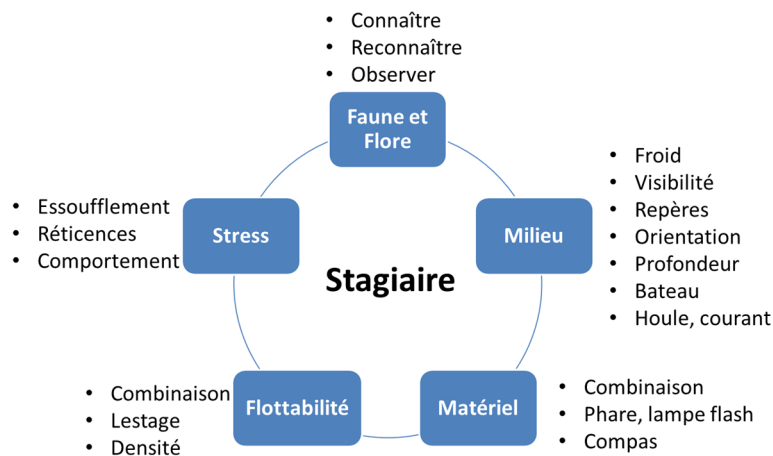 • Connaître
• Reconnaître
• Observer
Faune et
Flore
• Froid
• Visibilité
• Repères
• Orientation
• Profondeur
• Bateau
• Houle, courant
Milieu
• Essoufflement
• Réticences
• Comportement
Stress
Stagiaire
• Combinaison
• Lestage
• Densité
Flottabilité
Matériel
• Combinaison
• Phare, lampe flash
• Compas